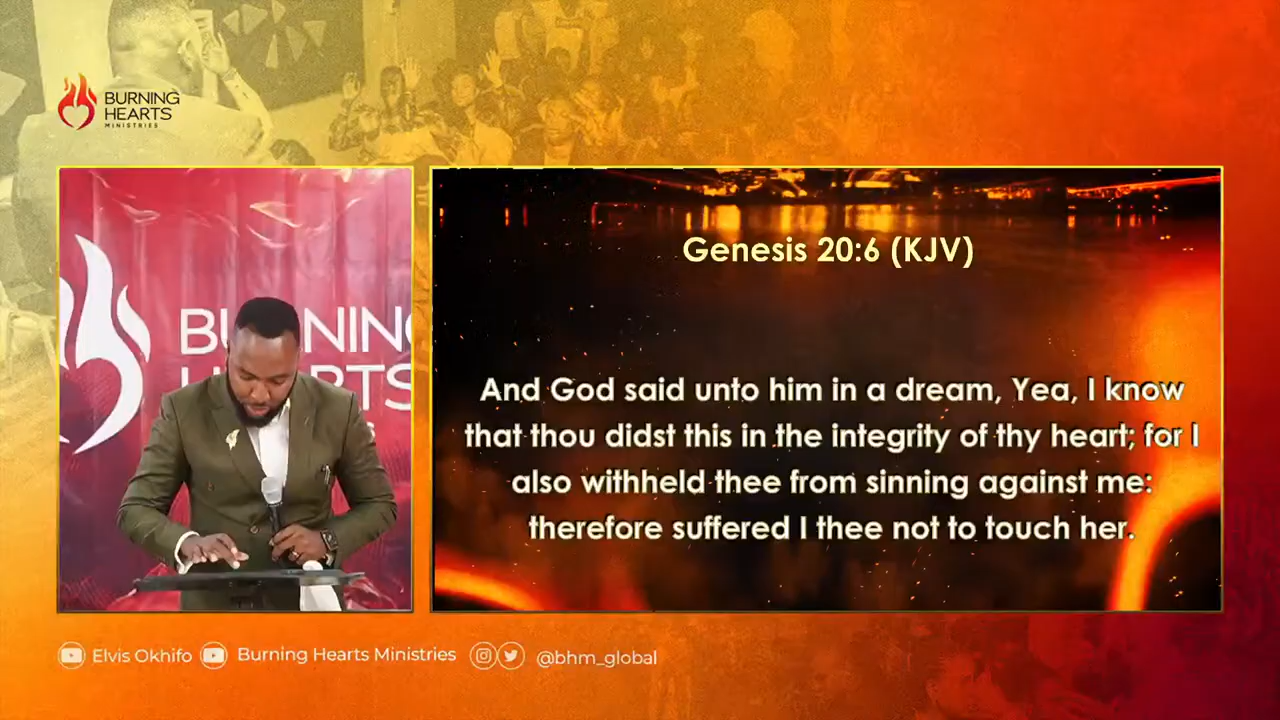 BURNING
HEARTS
MINISTRIES
Genesis 20:6 (KJV)
And God said unto him in a dream, Yea, I know
that thou didst this in the integrity of thy heart; for I
also withheld thee from sinning against me:
therefore suffered I thee not to touch her.
Elvis Okhifo
Burning Hearts Ministries
@bhm_global